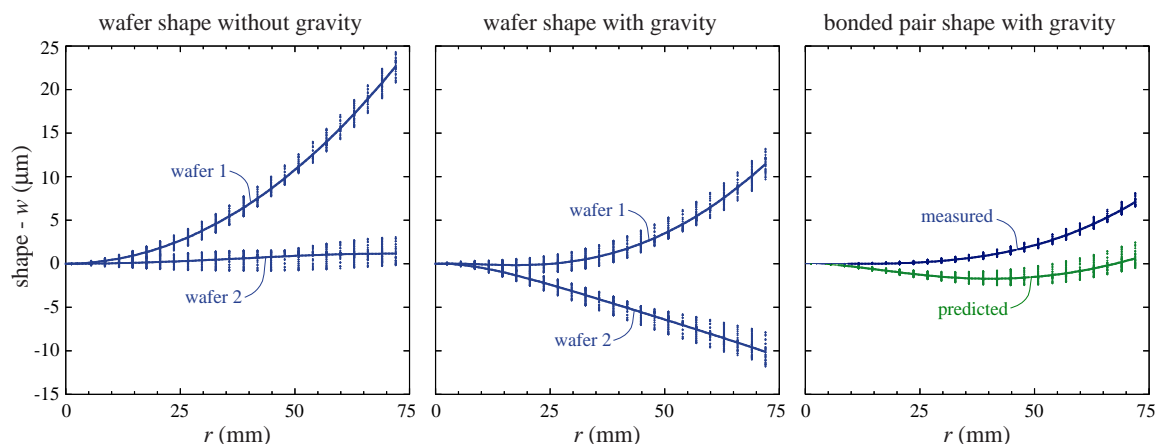 wafer shape without gravity
wafer shape with gravity
bonded pair shape with gravity
shape - w (μm)
25
20
15
10
5
0
-5
-10
-15
wafer 1
wafer 2
0
25
50
75
r (mm)
wafer 1
wafer 2
0
25
50
75
r (mm)
measured
predicted
0
25
50
75
r (mm)